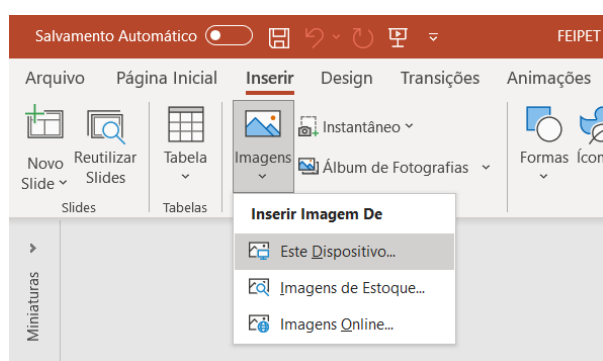 Salvamento Automático
FEIPET
Arquivo Página Inicial Inserir Design Transições Animações
Novo Slide
Reutilizar Slides
Tabela
Imagens
Instantâneo
Álbum de Fotografias
Formas
Slides
Tabelas
Inserir Imagem De
Este Dispositivo...
Imagens de Estoque...
Imagens Online...
Miniaturas